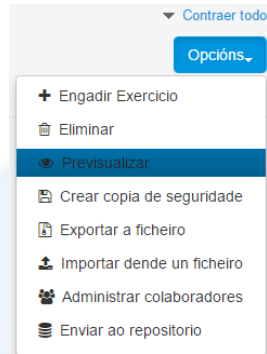 Contraer todo
Opcións
Engadir Exercicio
Eliminar
Previsualizar
Crear copia de seguridade
Exportar a ficheiro
Importar dende un ficheiro
Administrar colaboradores
Enviar ao repositorio